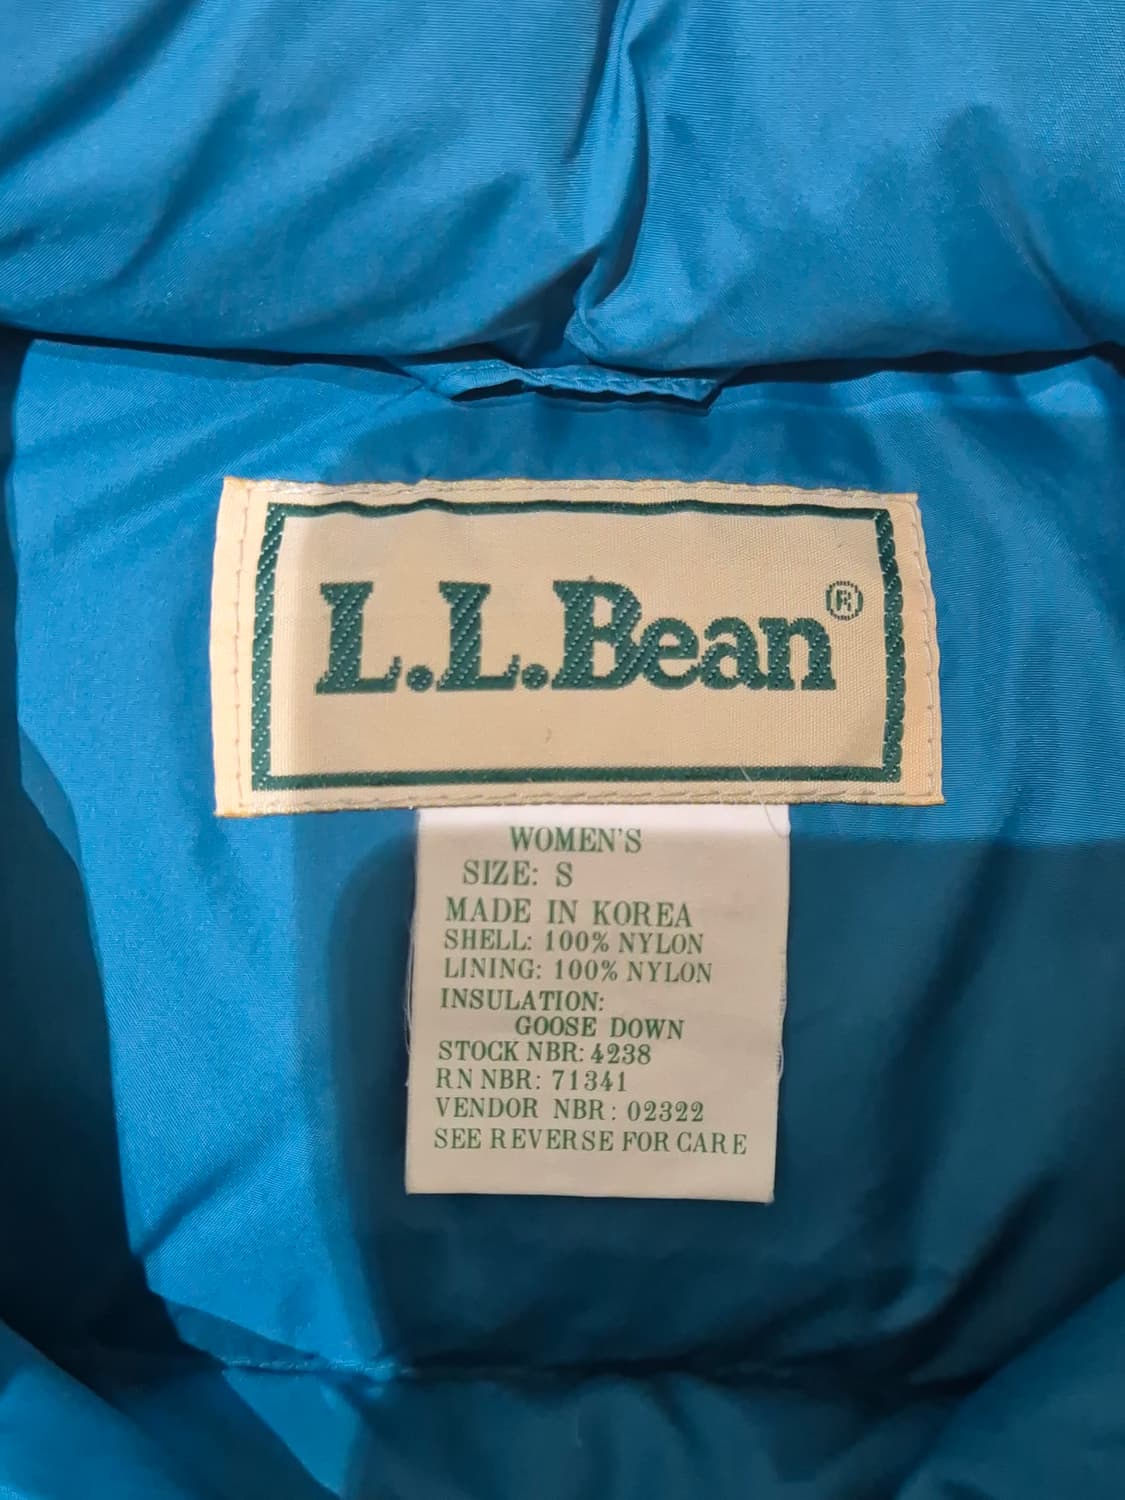 L.L.Bean®
WOMEN'S
SIZE: S
MADE IN KOREA
SHELL: 100% NYLON
LINING: 100% NYLON
INSULATION:
GOOSE DOWN
STOCK NBR: 4238
RN NBR: 71341
VENDOR NBR: 02322
SEE REVERSE FOR CARE